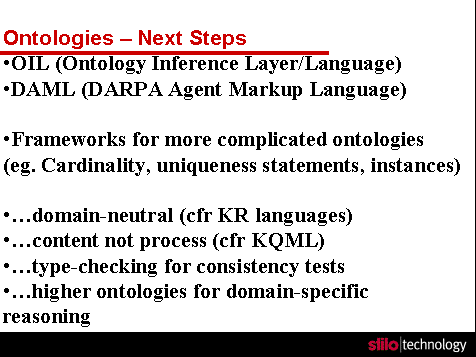 Ontologies – Next Steps
•OIL (Ontology Inference Layer/Language)
•DAML (DARPA Agent Markup Language)
•Frameworks for more complicated ontologies
(eg. Cardinality, uniqueness statements, instances)
•…domain-neutral (cfr KR languages)
•…content not process (cfr KQML)
•…type-checking for consistency tests
•…higher ontologies for domain-specific
reasoning
stilo|technology